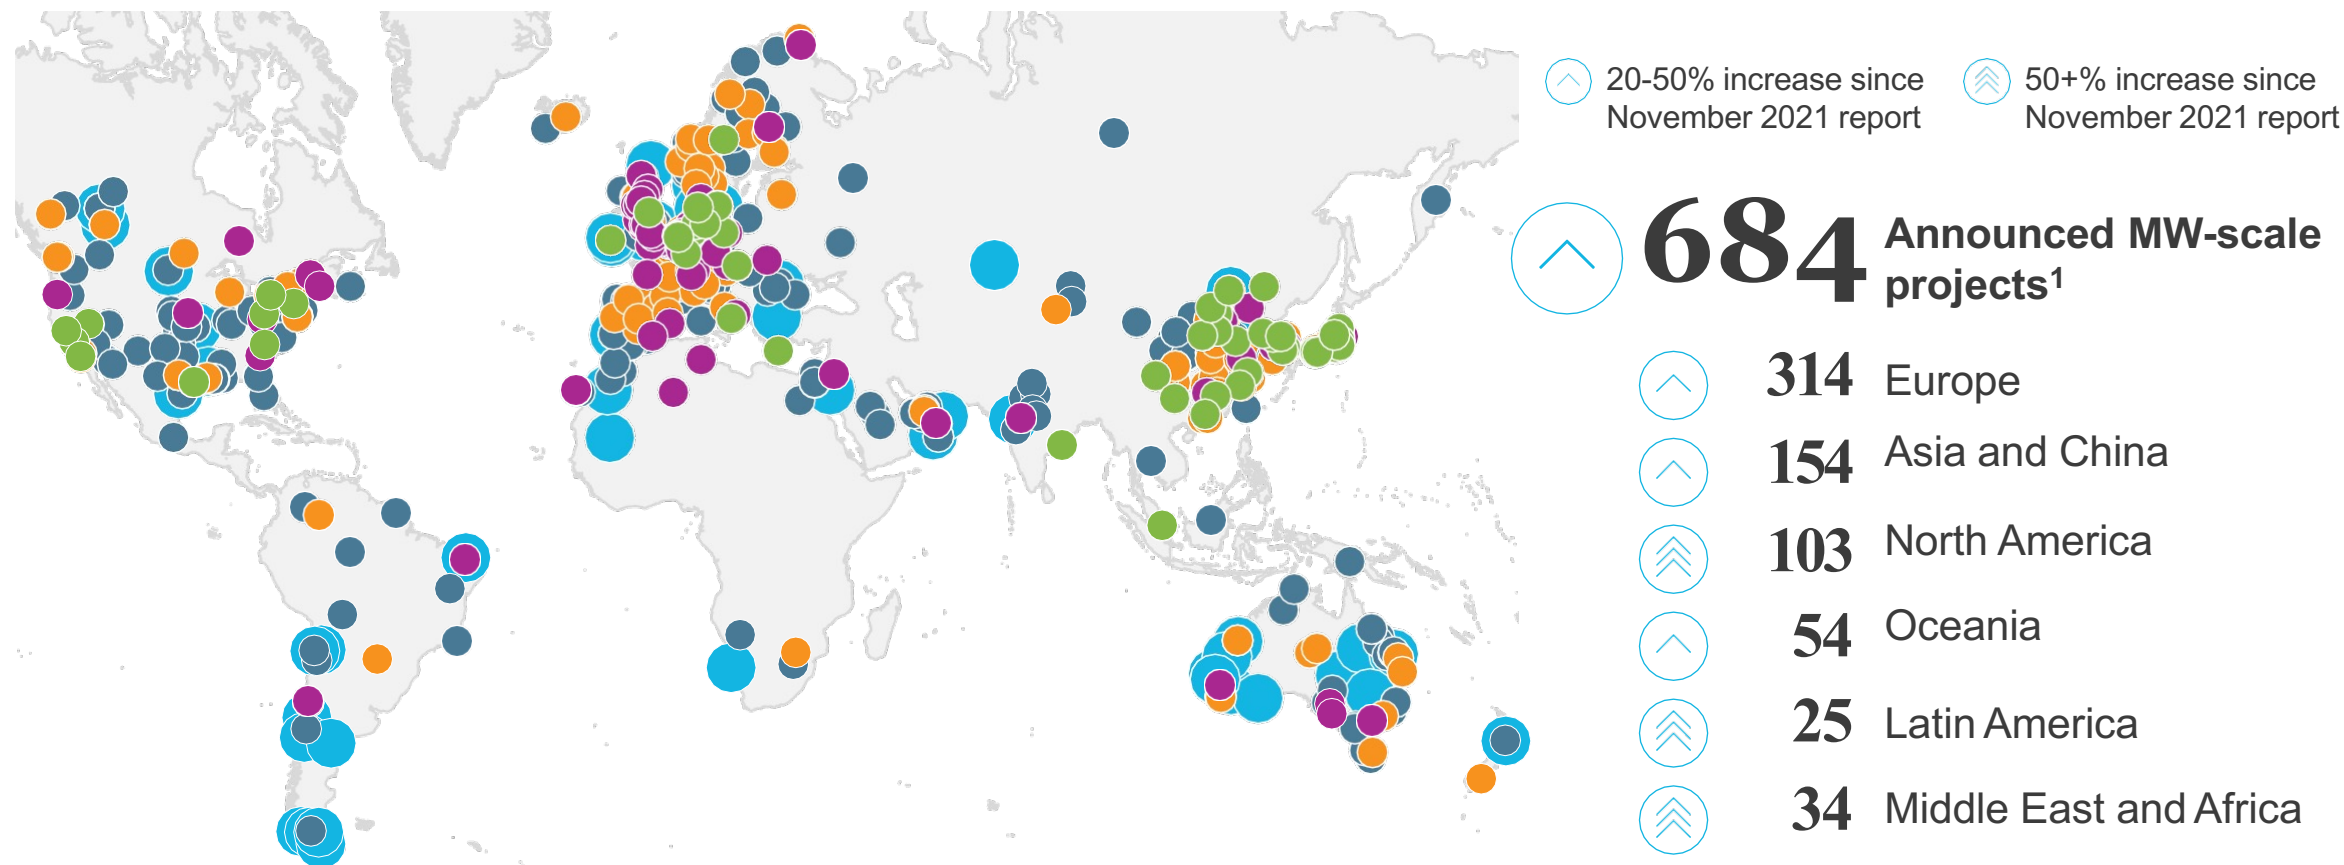 20-50% increase since
November 2021 report
50+% increase since
November 2021 report
684
Announced MW-scale
projects1
314 Europe
154 Asia and China
103 North America
54 Oceania
25 Latin America
34 Middle East and Africa